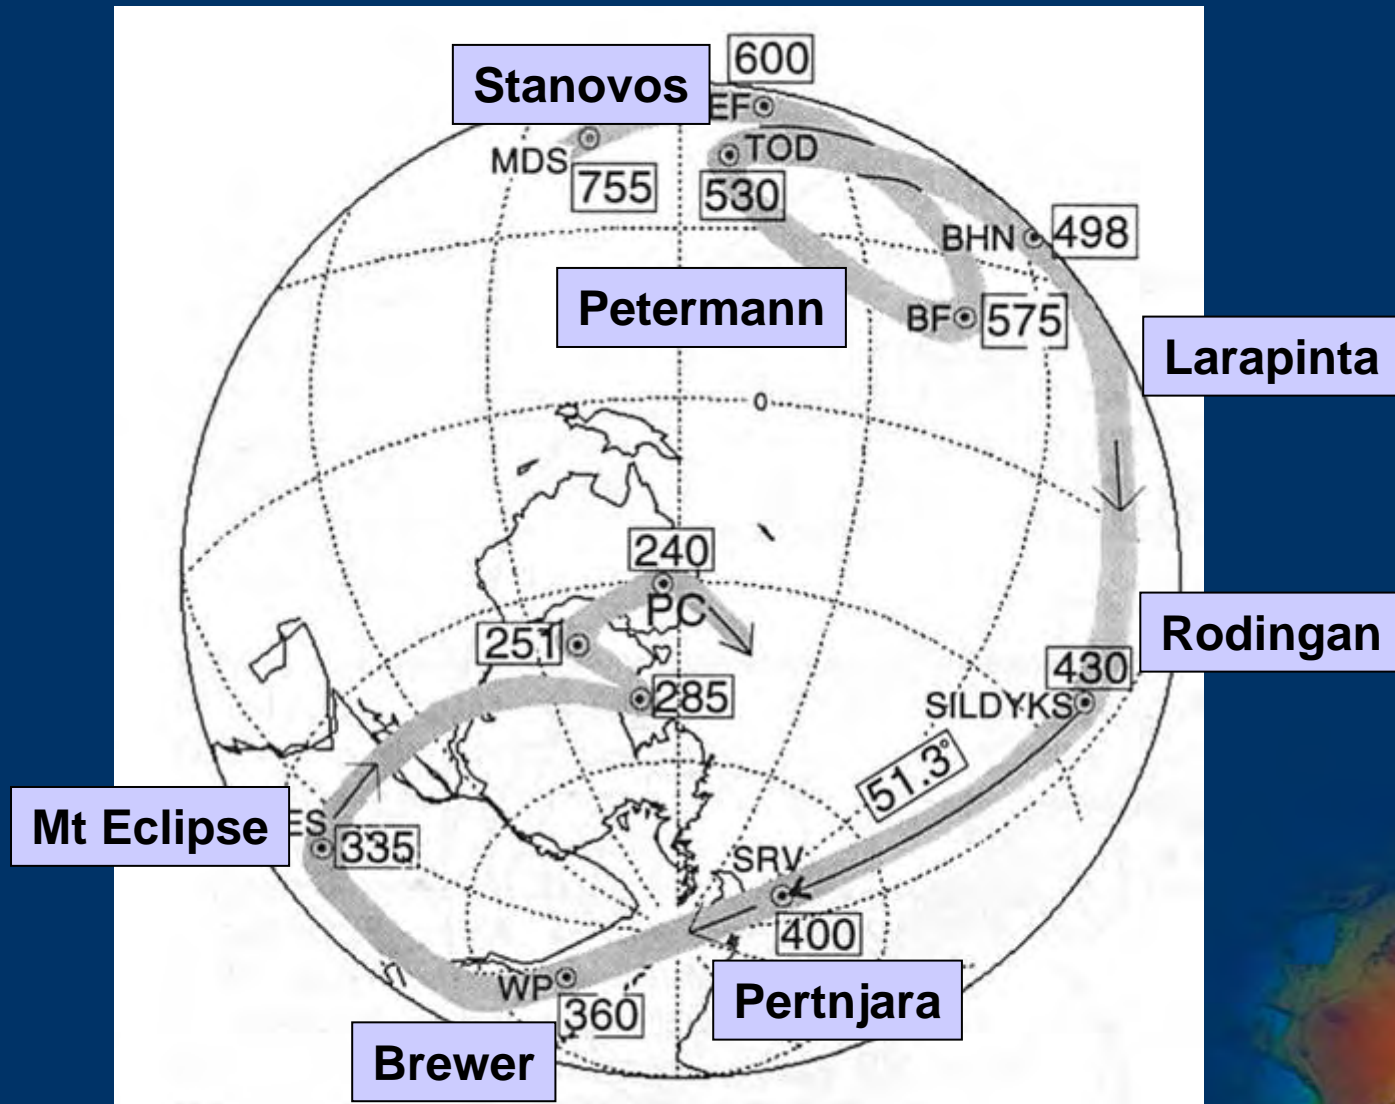 600
Stanovos
EF
TOD
MDS
755
530
BHN
498
Petermann
BF
575
Larapinta
0
240
PC
251
Rodingan
430
285
SILDYKS
51.3°
Mt Eclipse
ES
335
SRV
400
WP
360
Pertnjara
Brewer